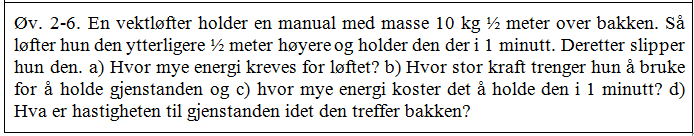 Øv. 2-6. En vektløfter holder en manual med masse 10 kg ½ meter over bakken. Så
løfter hun den ytterligere ½ meter høyere og holder den der i 1 minutt. Deretter slipper
hun den. a) Hvor mye energi kreves for løftet? b) Hvor stor kraft trenger hun å bruke
for å holde gjenstanden og c) hvor mye energi koster det å holde den i 1 minutt? d)
Hva er hastigheten til gjenstanden idet den treffer bakken?